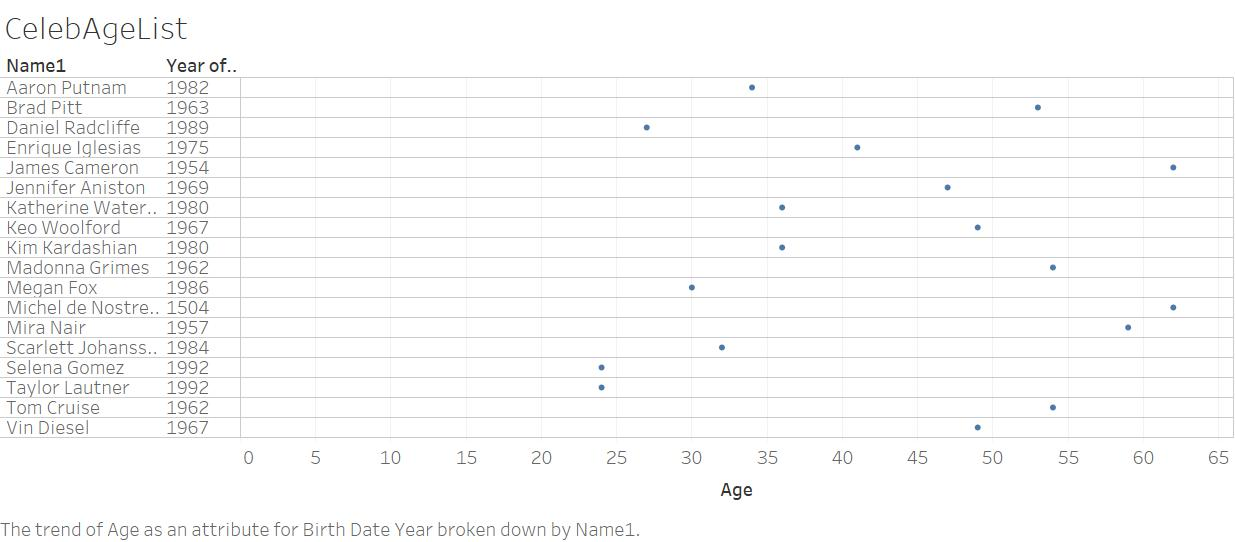 CelebAgeList
Name1 Year of..
Aaron Putnam 1982
Brad Pitt 1963
Daniel Radcliffe 1989
Enrique Iglesias 1975
James Cameron 1954
Jennifer Aniston 1969
Katherine Water.. 1980
Keo Woolford 1967
Kim Kardashian 1980
Madonna Grimes 1962
Megan Fox 1986
Michel de Nostre.. 1504
Mira Nair 1957
Scarlett Johanss.. 1984
Selena Gomez 1992
Taylor Lautner 1992
Tom Cruise 1962
Vin Diesel 1967
0 5 10 15 20 25 30 35 40 45 50 55 60 65
Age
The trend of Age as an attribute for Birth Date Year broken down by Name1.